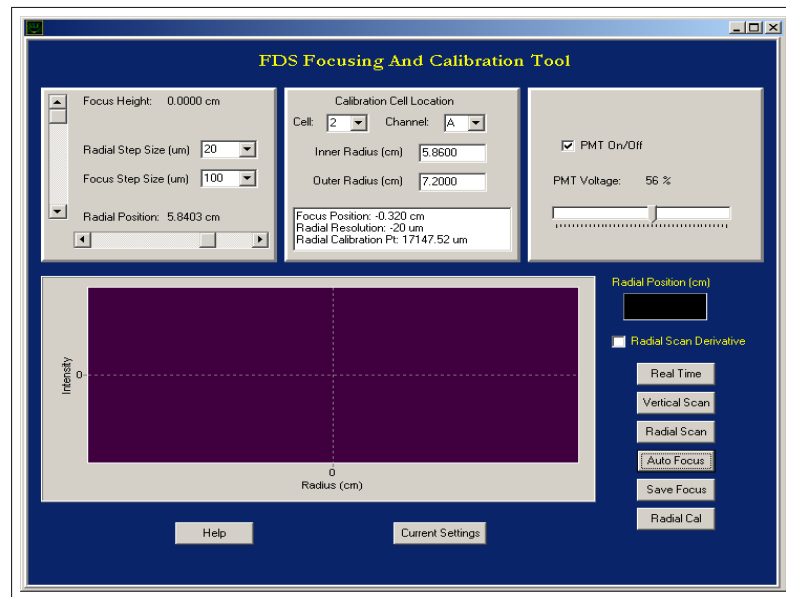 FDS Focusing And Calibration Tool
Focus Height: 0.0000 cm
Radial Step Size (um) 20
Focus Step Size (um) 100
Radial Position: 5.8403 cm
Calibration Cell Location
Cell: 2 Channel: A
Inner Radius (cm) 5.8600
Outer Radius (cm) 7.2000
Focus Position: -0.320 cm
Radial Resolution: -20 um
Radial Calibration Pt: 17147.52 um
PMT On/Off
PMT Voltage: 56 %
Intensity
0
0
Radius (cm)
Radial Position (cm)
Radial Scan Derivative
Real Time
Vertical Scan
Radial Scan
Auto Focus
Save Focus
Radial Cal
Help
Current Settings